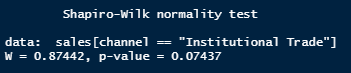 Shapiro-Wilk normality test
data:  sales[channel == "Institutional Trade"]
W = 0.87442, p-value = 0.07437